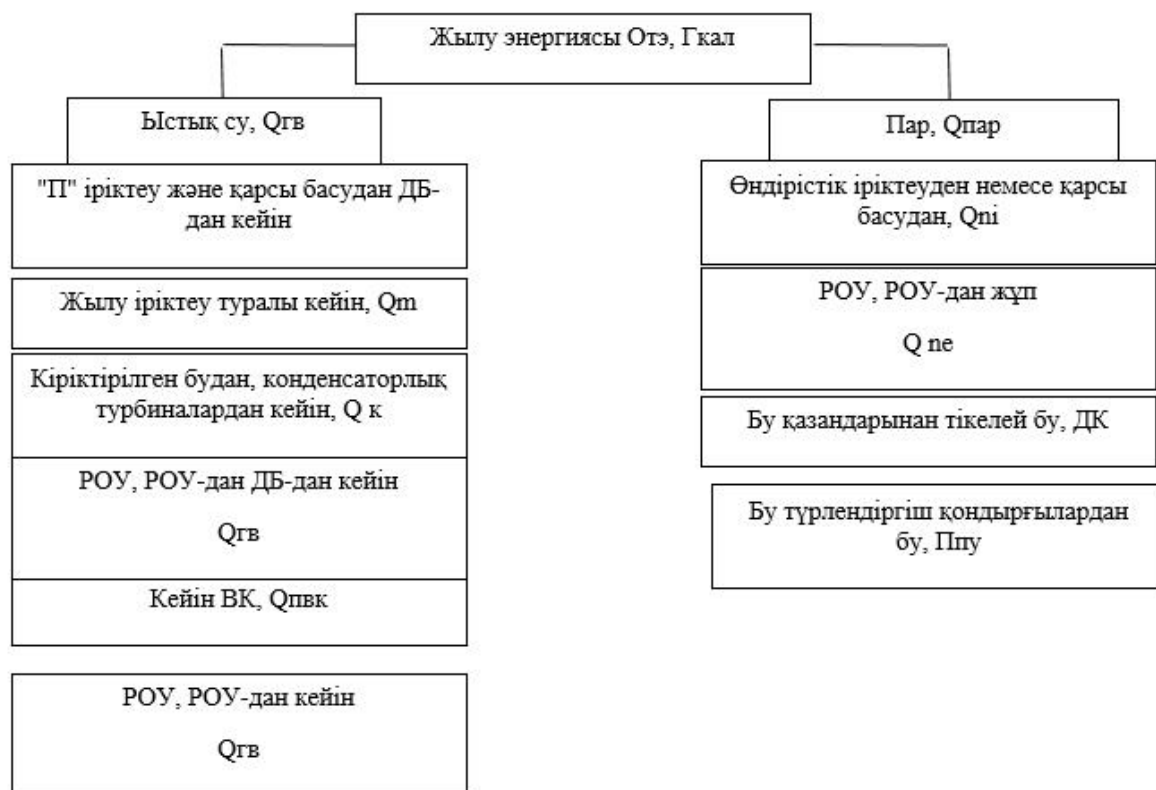 Жылу энергиясы Отэ, Гкал
Ыстық су, Qгв
"П" іріктеу және қарсы басудан ДБ-
дан кейін
Жылу іріктеу туралы кейін, Qm
Кіріктірілген будан, конденсаторлық
турбиналардан кейін, Q к
РОУ, РОУ-дан ДБ-дан кейін
Qгв
Кейін ВК, Qпвк
РОУ, РОУ-дан кейін
Qгв
Пар, Qпар
Өндірістік іріктеуден немесе қарсы
басудан, Qni
РОУ, РОУ-дан жұп
Q ne
Бу қазандарынан тікелей бу, ДК
Бу түрлендіргіш қондырғылардан
бу, Ппу